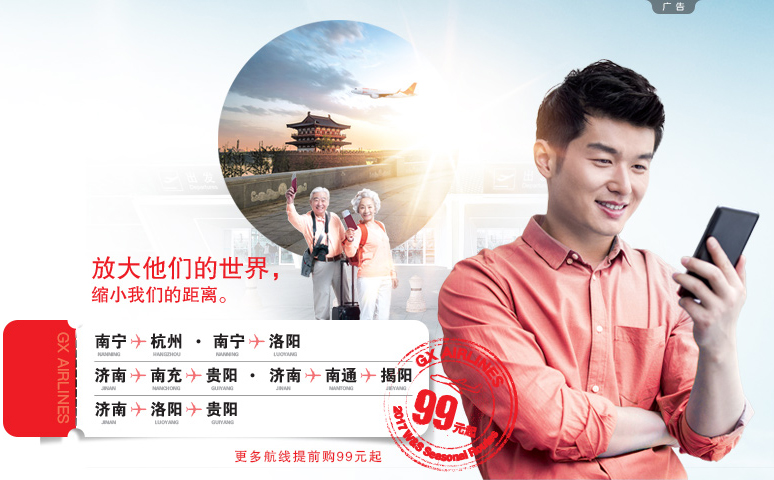 广告
放大他们的世界，
缩小我们的距离。
GX AIRLINES
南宁 杭州 · 南宁 洛阳
NANNING HANGZHOU NANNING LUOYANG
济南 南充 贵阳 · 济南 南通 揭阳
JINAN NANCHONG GUIYANG JINAN NANTONG JIEYANG
济南 洛阳 贵阳
JINAN LUOYANG GUIYANG
GX AIRLINES
99元起
2017 W&S Seasonal
更多航线提前购99元起